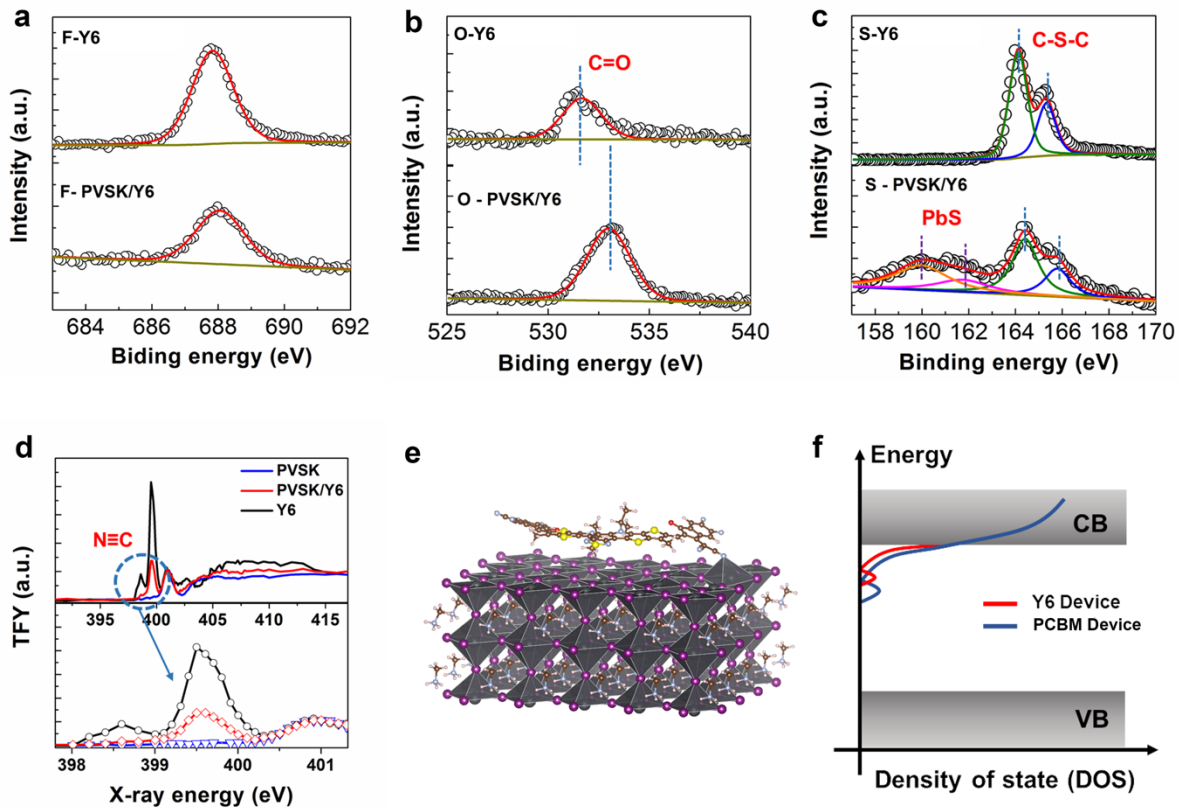 a
F-Y6
F- PVSK/Y6
Intensity (a.u.)
684 686 688 690 692
Biding energy (eV)
b
O-Y6
C=O
O - PVSK/Y6
Intensity (a.u.)
525 530 535 540
Biding energy (eV)
c
S-Y6
C-S-C
S - PVSK/Y6
PbS
Intensity (a.u.)
158 160 162 164 166 168 170
Binding energy (eV)
d
PVSK
PVSK/Y6
Y6
N≡C
395 400 405 410 415
TFY (a.u.)
398 399 400 401
X-ray energy (eV)
e
f
Energy
CB
Y6 Device
PCBM Device
VB
Density of state (DOS)